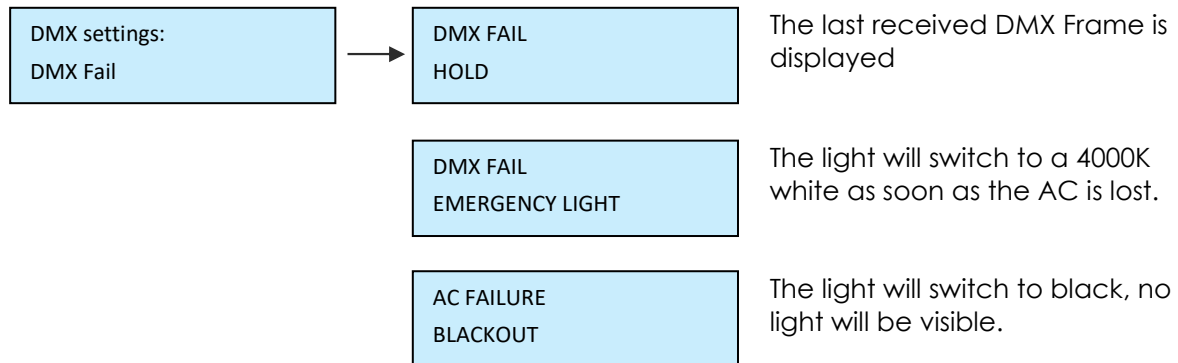 DMX settings:
DMX Fail
DMX FAIL
HOLD
The last received DMX Frame is
displayed
DMX FAIL
EMERGENCY LIGHT
The light will switch to a 4000K
white as soon as the AC is lost.
AC FAILURE
BLACKOUT
The light will switch to black, no
light will be visible.